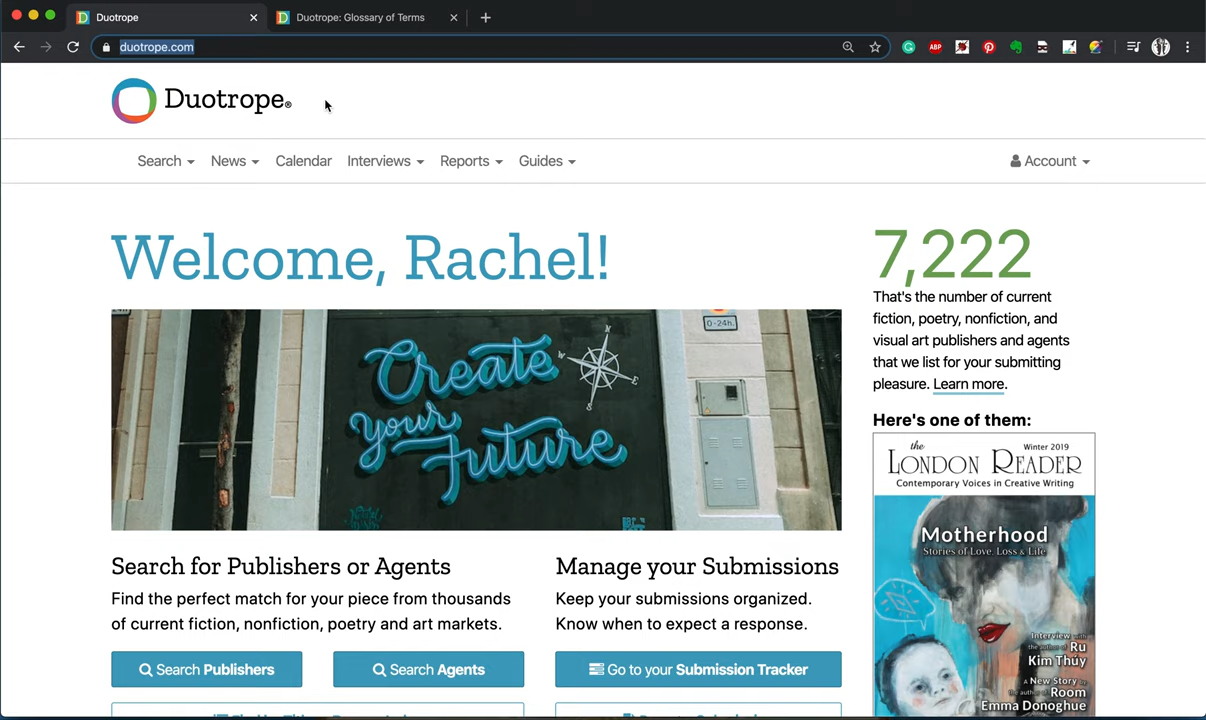 Duotrope
Duotrope: Glossary of Terms
duotrope.com
ABP
Duotrope®
Search
News
Calendar
Interviews
Reports
Guides
Account
Welcome, Rachel!
0-24h.
Create
your
Future
N
7,222
That's the number of current
fiction, poetry, nonfiction, and
visual art publishers and agents
that we list for your submitting
pleasure. Learn more.
Here's one of them:
the
Winter 2019
LONDON READER
Contemporary Voices in Creative Writing
Motherhood
Stories of Love, Loss & Life
Interview with
the author of Ru
Kim Thúy
A New Story by
the author of Room
Emma Donoghue
Search for Publishers or Agents
Find the perfect match for your piece from thousands
of current fiction, nonfiction, poetry and art markets.
Search Publishers
Search Agents
Manage your Submissions
Keep your submissions organized.
Know when to expect a response.
Go to your Submission Tracker